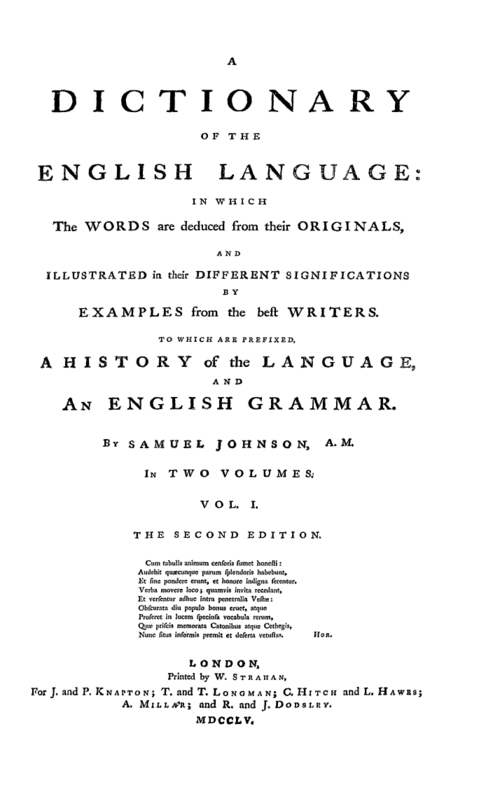 A
DICTIONARY
OF THE
ENGLISH LANGUAGE:
IN WHICH
The WORDS are deduced from their ORIGINALS,
AND
ILLUSTRATED in their DIFFERENT SIGNIFICATIONS
BY
EXAMPLES from the beſt WRITERS.
TO WHICH ARE PREFIXED,
A HISTORY of the LANGUAGE,
AND
AN ENGLISH GRAMMAR.
BY SAMUEL JOHNSON, A.M.
IN TWO VOLUMES.
VOL. I.
THE SECOND EDITION.
Cum tabulis animum cenſoris ſumet honeſti:
Audebit quæcunque parum ſplendoris habebunt,
Et ſine pondere erunt, et honore indigna ferentur.
Verba movere loco; quamvis invita recedant,
Et verſentur adhuc intra penetralia Veſtæ:
Obſcurata diu populo bonus eruet, atque
Proferet in lucem ſpecioſa vocabula rerum,
Quæ priſcis memorata Catonibus atque Cethegis,
Nunc ſitus informis premit et deſerta vetuſtas. HOR.
LONDON,
Printed by W. STRAHAN,
For J. and P. KNAPTON; T. and T. LONGMAN; C. HITCH and L. HAWES;
A. MILLAR; and R. and J. DODSLEY.
MDCCLV.